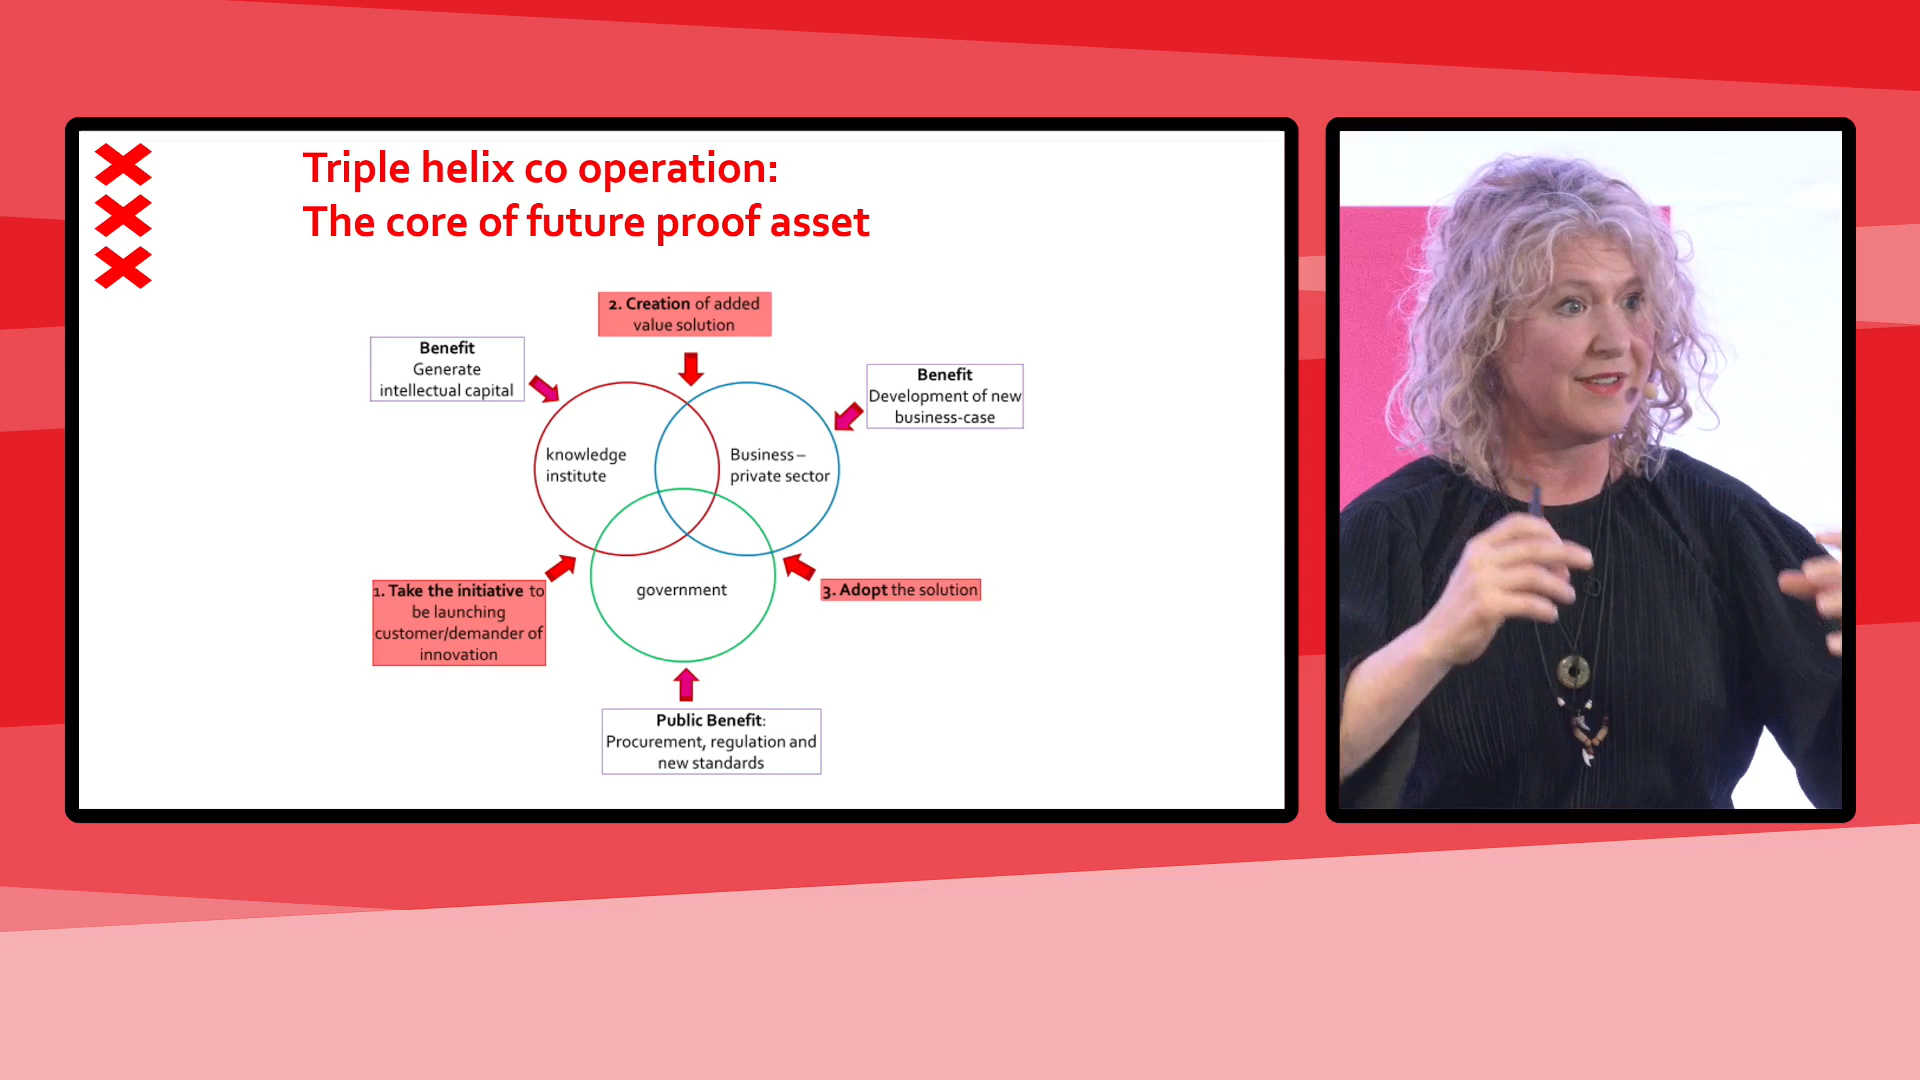 Triple helix co operation:
The core of future proof asset
2. Creation of added
value solution
Benefit
Generate
intellectual capital
Benefit
Development of new
business-case
knowledge
institute
Business –
private sector
government
1. Take the initiative to
be launching
customer/demander of
innovation
3. Adopt the solution
Public Benefit:
Procurement, regulation and
new standards